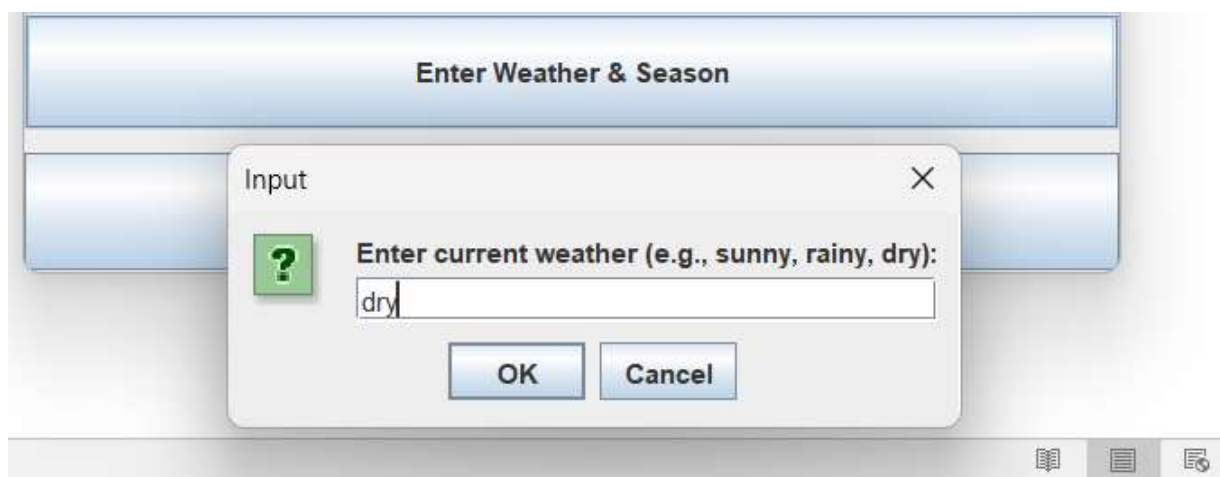 Enter Weather & Season
Input
Enter current weather (e.g., sunny, rainy, dry):
dry
OK
Cancel